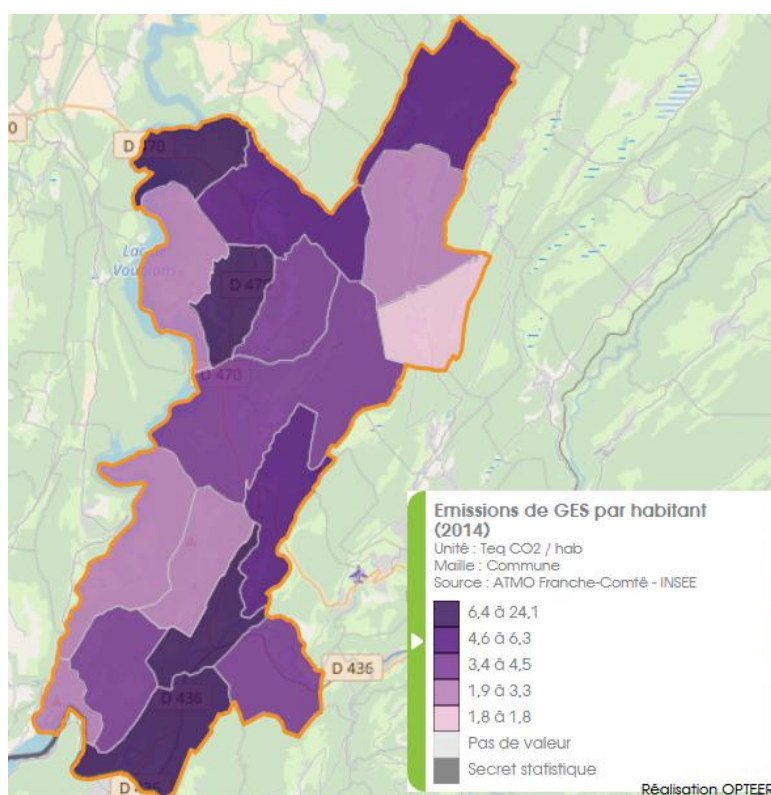 D 470
0
Lac de
Vouglans
D 470
D 470
D 436
D 436
Emissions de GES par habitant
(2014)
Unité : Teq CO2 / hab
Maille : Commune
Source : ATMO Franche-Comté - INSEE
6,4 à 24,1
4,6 à 6,3
3,4 à 4,5
1,9 à 3,3
1,8 à 1,8
Pas de valeur
Secret statistique
Réalisation OPTEER